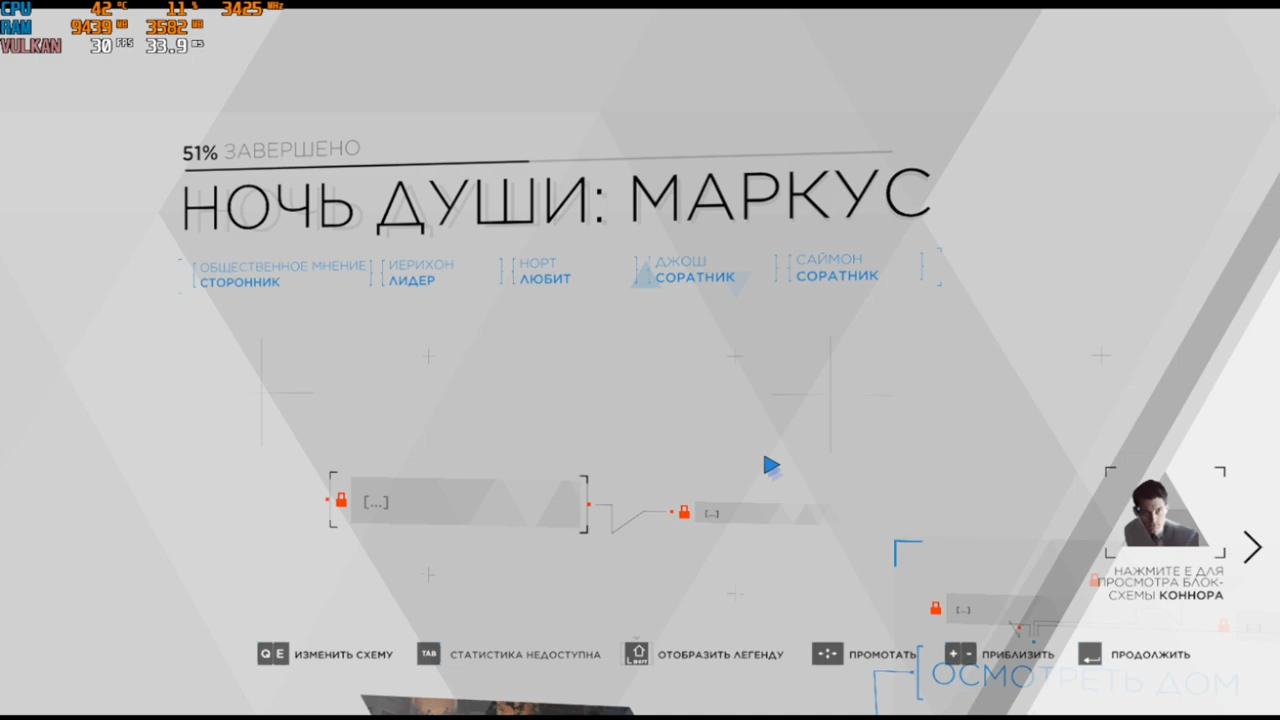 CPU 42 °C 11 % 3425 MHz
RAM 9439 MB 3582 MB
VULKAN 30 FPS 33.9 ms
51% ЗАВЕРШЕНО
НОЧЬ ДУШИ: МАРКУС
ОБЩЕСТВЕННОЕ МНЕНИЕ ИЕРИХОН НОРТ ДЖОШ САЙМОН
СТОРОННИК ЛИДЕР ЛЮБИТ СОРАТНИК СОРАТНИК
[...]
[...]
НАЖМИТЕ E ДЛЯ
ПРОСМОТРА БЛОК-
СХЕМЫ КОННОРА
[...]
Q E ИЗМЕНИТЬ СХЕМУ TAB СТАТИСТИКА НЕДОСТУПНА L SHIFT ОТОБРАЗИТЬ ЛЕГЕНДУ ПРОМОТАТЬ + - ПРИБЛИЗИТЬ ПРОДОЛЖИТЬ
ОСМОТРЕТЬ ДОМ